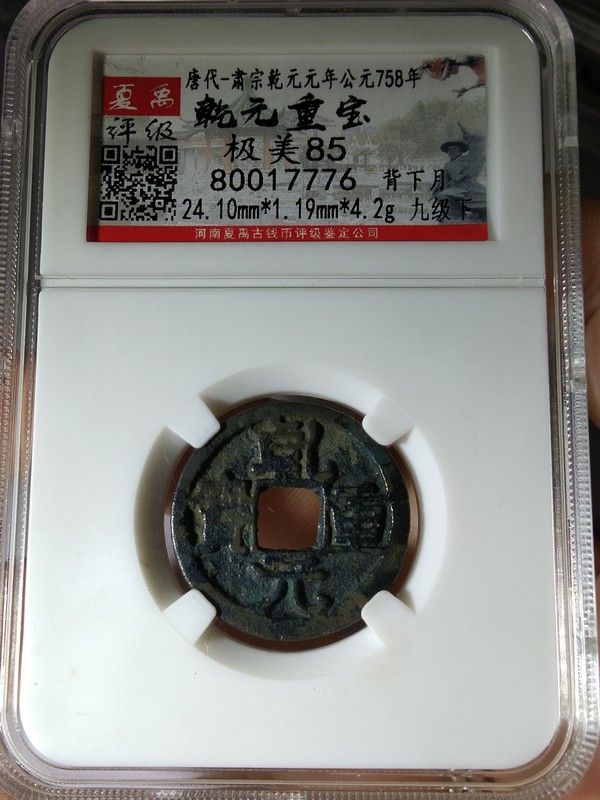 唐代-肃宗乾元元年公元758年
夏禹
评级
乾元重宝
极美85
80017776 背下月
24.10mm*1.19mm*4.2g 九级下
河南夏禹古钱币评级鉴定公司
乾元重寶